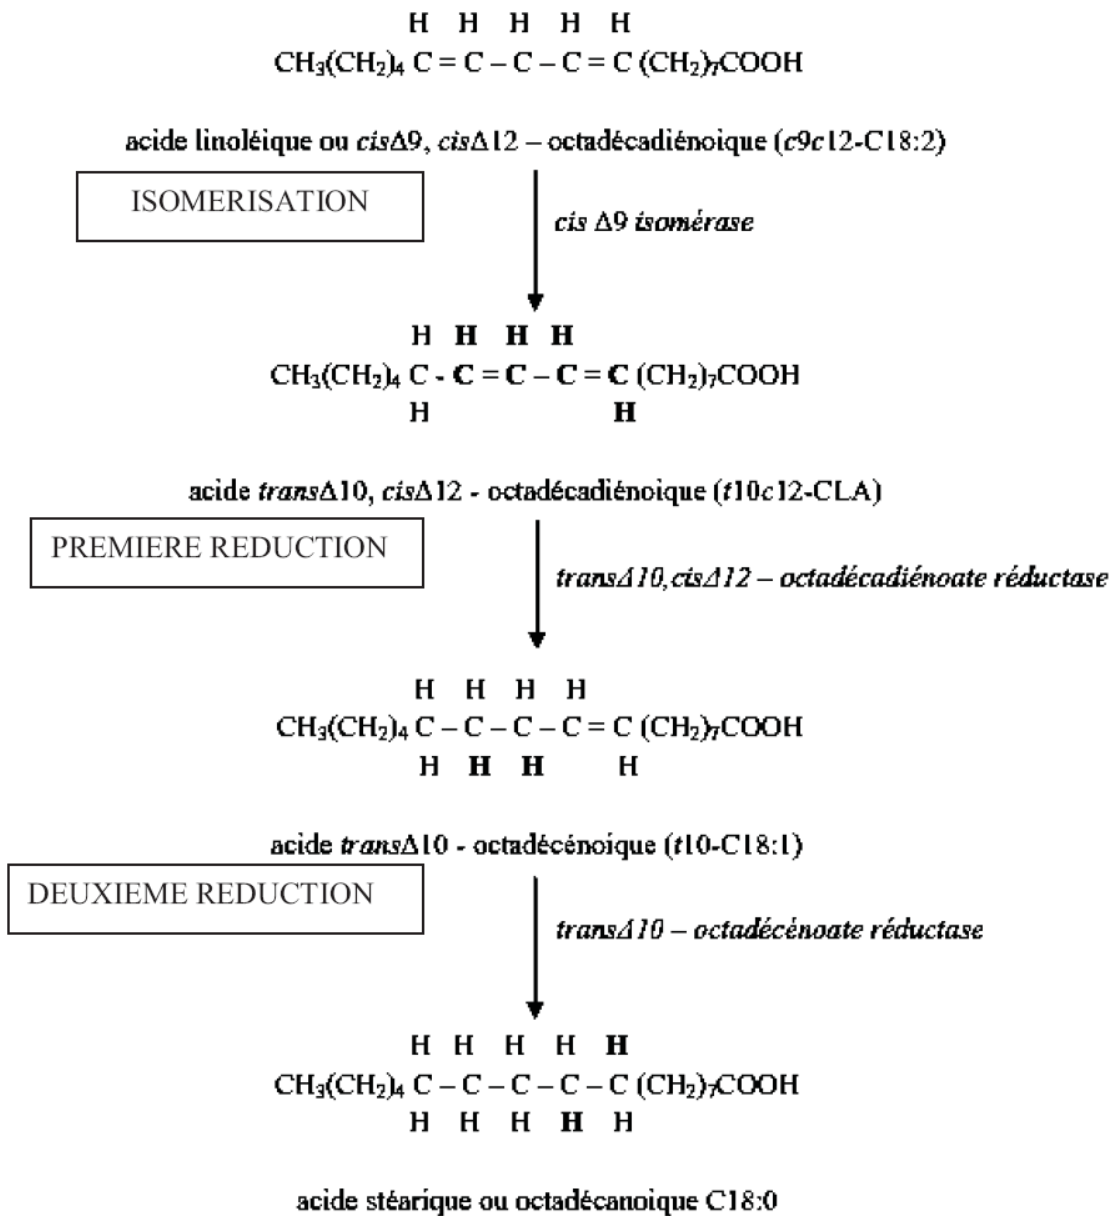 H H H H H
CH₃(CH₂)₄ C = C – C – C = C (CH₂)₇COOH
acide linoléique ou cisΔ9, cisΔ12 – octadécadiénoique (c9c12-C18:2)
ISOMERISATION
cis Δ9 isomérase
H H H H
CH₃(CH₂)₄ C - C = C – C = C (CH₂)₇COOH
H H
acide transΔ10, cisΔ12 - octadécadiénoique (t10c12-CLA)
PREMIERE REDUCTION
transΔ10,cisΔ12 – octadécadiénoate réductase
H H H H
CH₃(CH₂)₄ C – C – C – C = C (CH₂)₇COOH
H H H H
acide transΔ10 - octadécénoique (t10-C18:1)
DEUXIEME REDUCTION
transΔ10 – octadécénoate réductase
H H H H H
CH₃(CH₂)₄ C – C – C – C – C (CH₂)₇COOH
H H H H H
acide stéarique ou octadécanoique C18:0